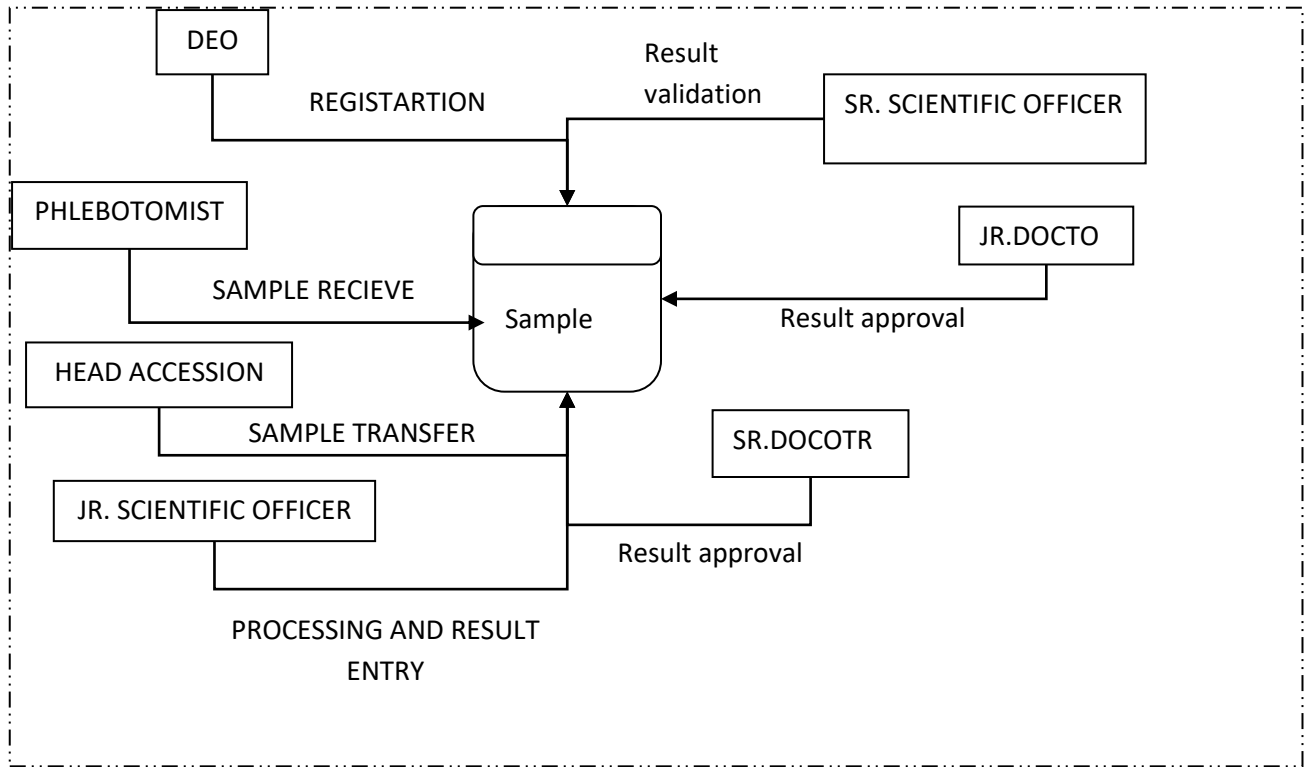 DEO
Result
validation
REGISTARTION
SR. SCIENTIFIC OFFICER
PHLEBOTOMIST
JR.DOCTO
SAMPLE RECIEVE
Sample
Result approval
HEAD ACCESSION
SAMPLE TRANSFER
SR.DOCOTR
JR. SCIENTIFIC OFFICER
Result approval
PROCESSING AND RESULT
ENTRY